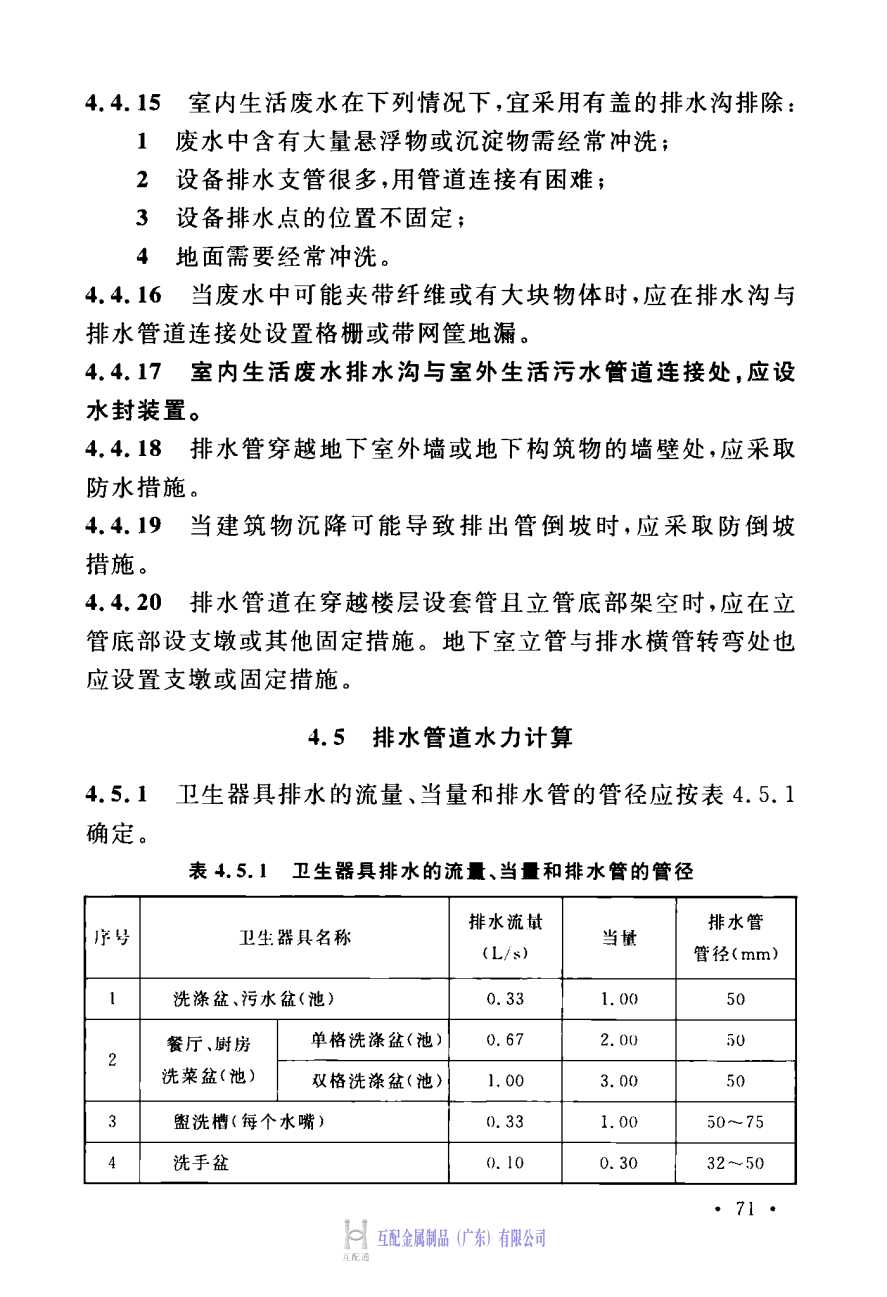 4.4.15 室内生活废水在下列情况下,宜采用有盖的排水沟排除:
1 废水中含有大量悬浮物或沉淀物需经常冲洗;
2 设备排水支管很多,用管道连接有困难;
3 设备排水点的位置不固定;
4 地面需要经常冲洗。
4.4.16 当废水中可能夹带纤维或有大块物体时,应在排水沟与
排水管道连接处设置格栅或带网筐地漏。
4.4.17 室内生活废水排水沟与室外生活污水管道连接处,应设
水封装置。
4.4.18 排水管穿越地下室外墙或地下构筑物的墙壁处,应采取
防水措施。
4.4.19 当建筑物沉降可能导致排出管倒坡时,应采取防倒坡
措施。
4.4.20 排水管道在穿越楼层设套管且立管底部架空时,应在立
管底部设支墩或其他固定措施。地下室立管与排水横管转弯处也
应设置支墩或固定措施。
4.5 排水管道水力计算
4.5.1 卫生器具排水的流量、当量和排水管的管径应按表 4.5.1
确定。
表 4.5.1 卫生器具排水的流量、当量和排水管的管径
序号 卫生器具名称 排水流量(L/s) 当量 排水管管径(mm)
1 洗涤盆、污水盆(池) 0.33 1.00 50
2 餐厅、厨房洗菜盆(池) 单格洗涤盆(池) 0.67 2.00 50
双格洗涤盆(池) 1.00 3.00 50
3 盥洗槽(每个水嘴) 0.33 1.00 50~75
4 洗手盆 0.10 0.30 32~50
• 71 •
互配金属制品(广东)有限公司
互配通